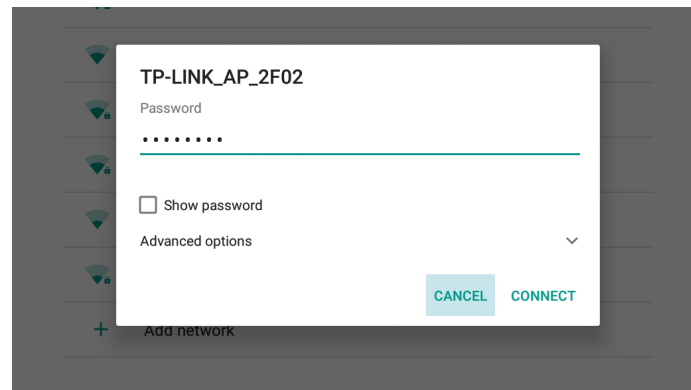 TP-LINK_AP_2F02
Password
••••••••
Show password
Advanced options
CANCEL CONNECT
Add network